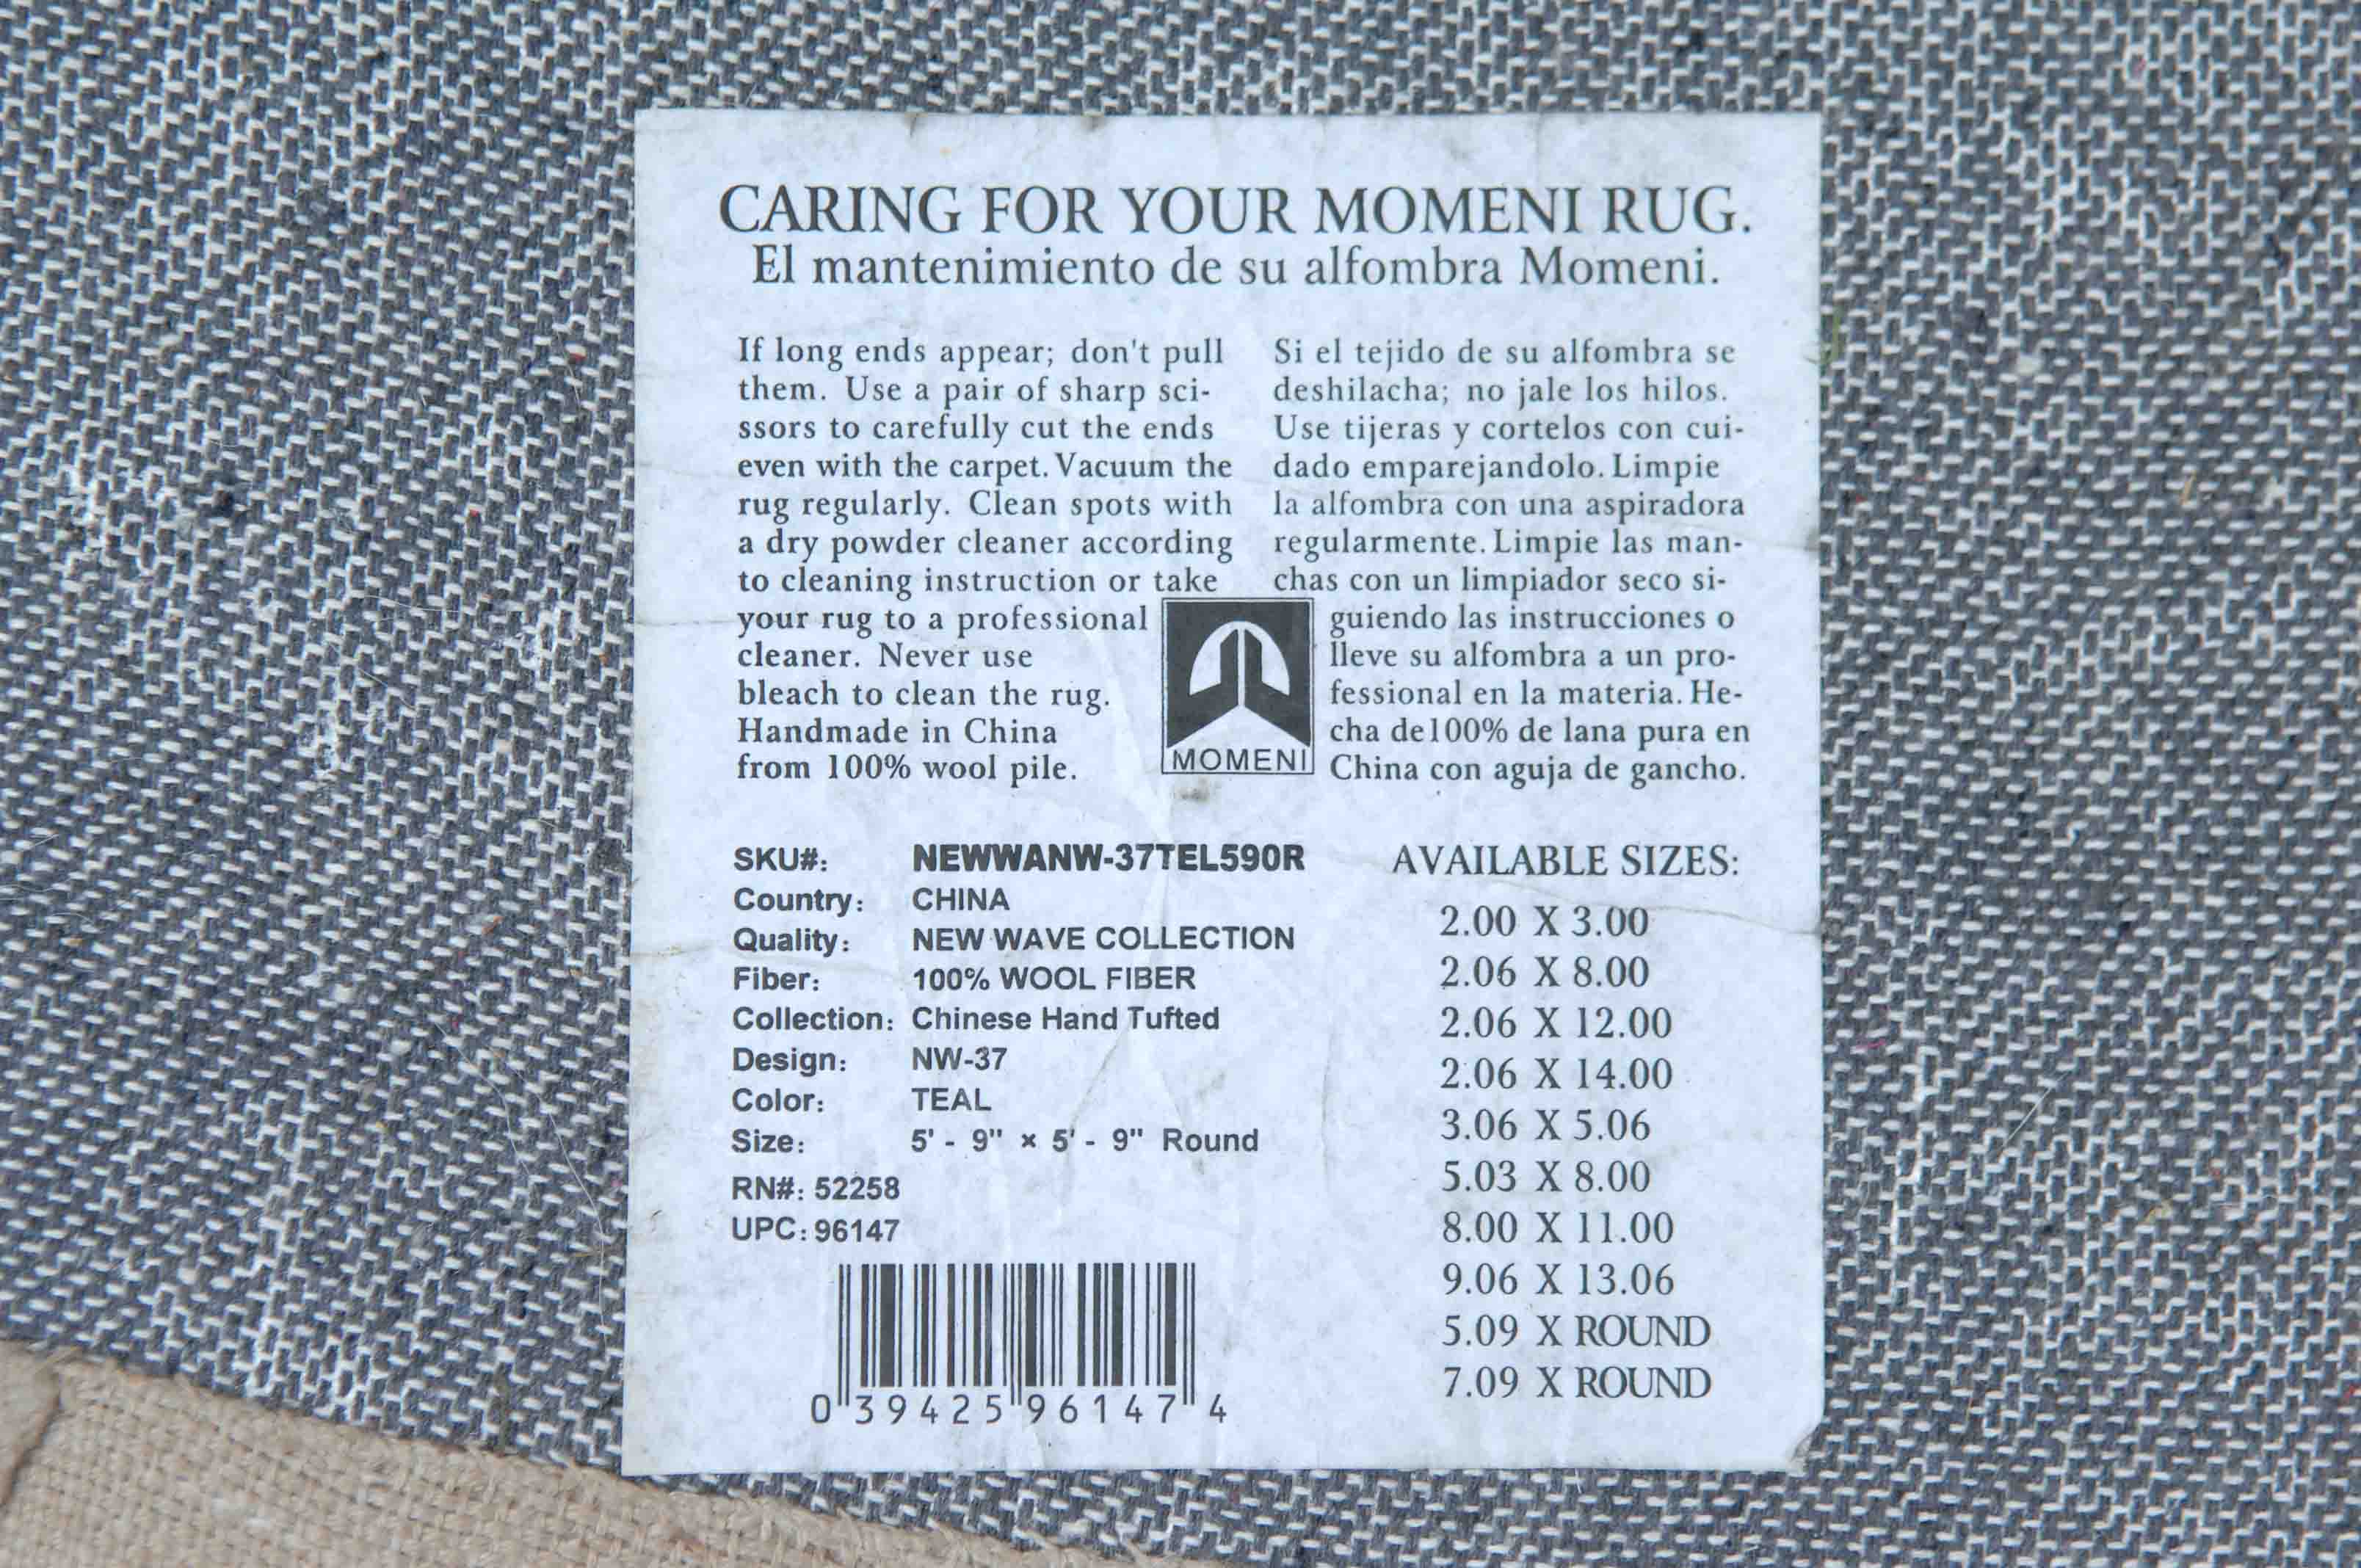 CARING FOR YOUR MOMENI RUG.
El mantenimiento de su alfombra Momeni.
If long ends appear; don't pull
them. Use a pair of sharp sci-
ssors to carefully cut the ends
even with the carpet. Vacuum the
rug regularly. Clean spots with
a dry powder cleaner according
to cleaning instruction or take
your rug to a professional
cleaner. Never use
bleach to clean the rug.
Handmade in China
from 100% wool pile.
Si el tejido de su alfombra se
deshilacha; no jale los hilos.
Use tijeras y cortelos con cui-
dado emparejandolo. Limpie
la alfombra con una aspiradora
regularmente. Limpie las man-
chas con un limpiador seco si-
guiendo las instrucciones o
lleve su alfombra a un pro-
fessional en la materia. He-
cha de100% de lana pura en
China con aguja de gancho.
MOMENI
SKU#: NEWWANW-37TEL590R
Country: CHINA
Quality: NEW WAVE COLLECTION
Fiber: 100% WOOL FIBER
Collection: Chinese Hand Tufted
Design: NW-37
Color: TEAL
Size: 5' - 9" × 5' - 9" Round
RN#: 52258
UPC: 96147
0 39425 96147 4
AVAILABLE SIZES:
2.00 X 3.00
2.06 X 8.00
2.06 X 12.00
2.06 X 14.00
3.06 X 5.06
5.03 X 8.00
8.00 X 11.00
9.06 X 13.06
5.09 X ROUND
7.09 X ROUND